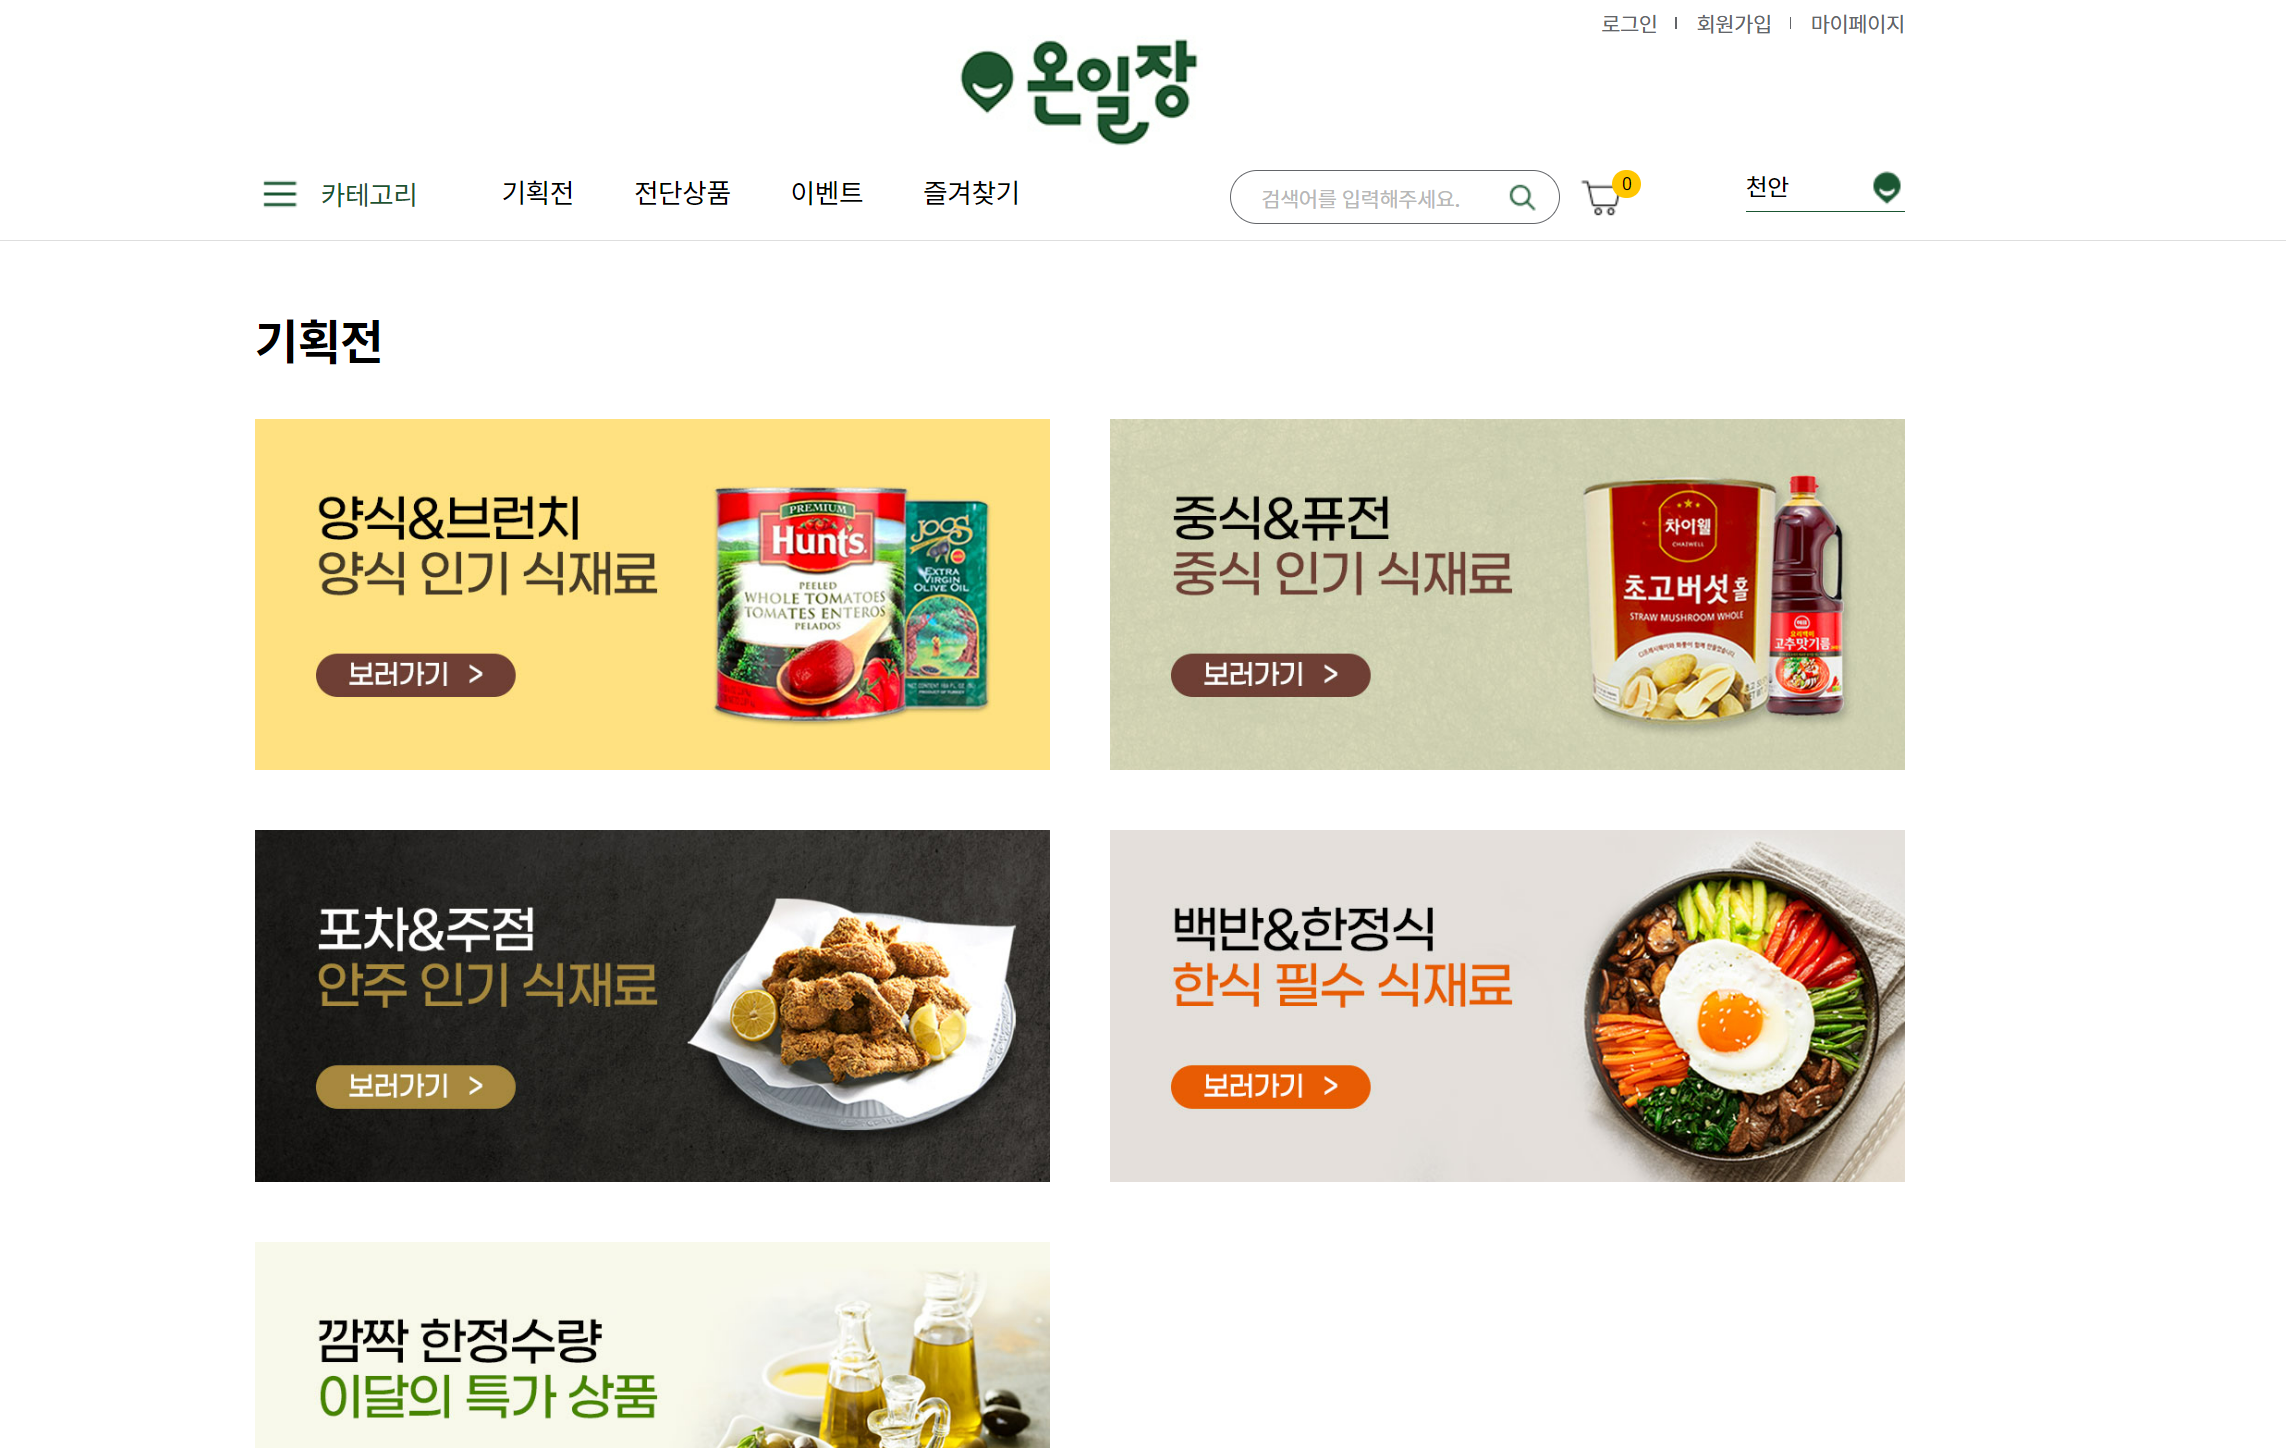 로그인 회원가입 마이페이지
온일장
카테고리 기획전 전단상품 이벤트 즐겨찾기 검색어를 입력해주세요. 0 천안
기획전
양식&브런치
양식 인기 식재료
보러가기 >
PREMIUM
Hunt's
PEELED
WHOLE TOMATOES
TOMATES ENTEROS
PELADOS
JOGS
EXTRA
VIRGIN
OLIVE OIL
중식&퓨전
중식 인기 식재료
보러가기 >
차이웰
CHAIWELL
초고버섯 홀
STRAW MUSHROOM WHOLE
고추맛기름
포차&주점
안주 인기 식재료
보러가기 >
백반&한정식
한식 필수 식재료
보러가기 >
깜짝 한정수량
이달의 특가 상품